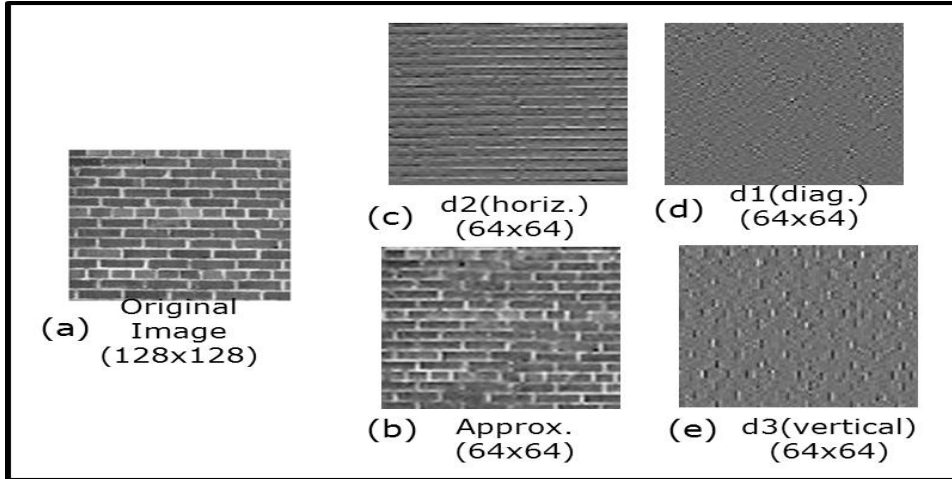 d2(horiz.)
(c)
(64x64)
d1(diag.)
(d)
(64x64)
Original
(a)
Image
(128x128)
(b)
Approx.
(64x64)
(e)
d3(vertical)
(64x64)